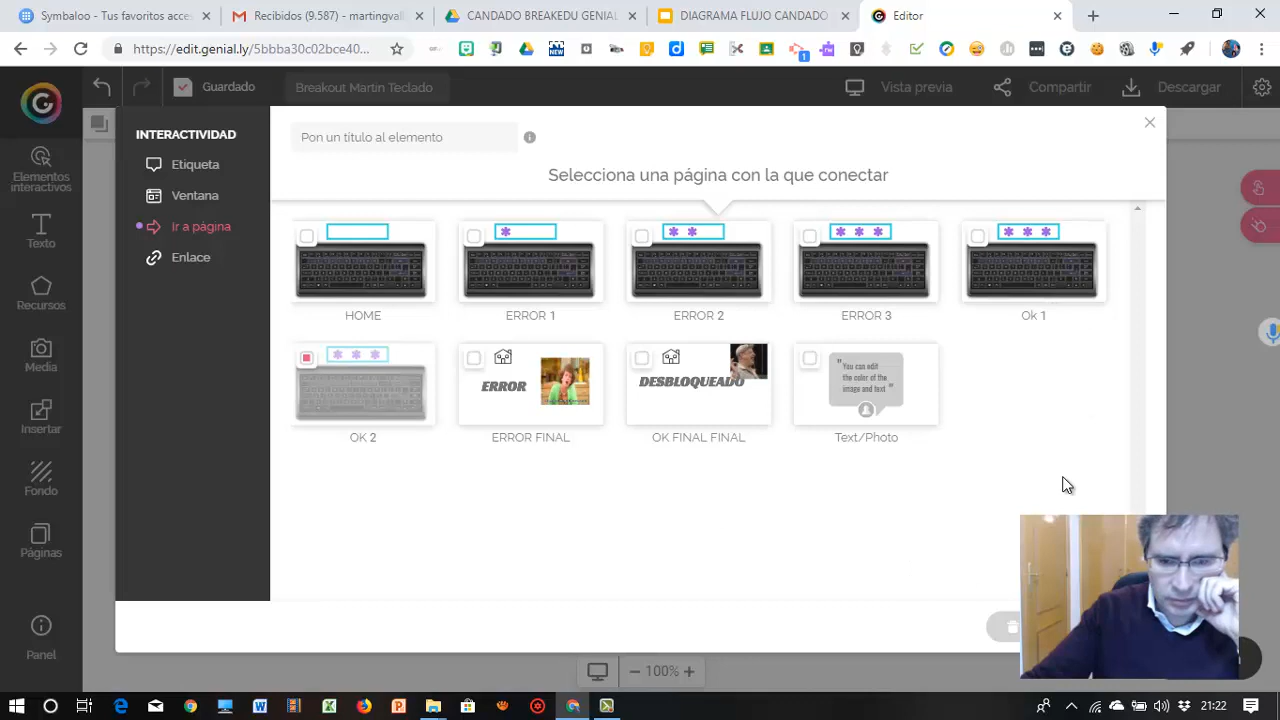 Symbaloo - Tus favoritos acce
Recibidos (9.587) - martingvall
CANDADO BREAKEDU GENIAL
DIAGRAMA FLUJO CANDADO
Editor
https://edit.genial.ly/5bbba30c02bce40...
NEW
1
Guardado
Breakout Martin Teclado
Vista previa
Compartir
Descargar
Elementos
interactivos
Texto
Recursos
Media
Insertar
Fondo
Páginas
Panel
INTERACTIVIDAD
Etiqueta
Ventana
Ir a página
Enlace
Pon un título al elemento
Selecciona una página con la que conectar
*
* *
* * *
* * *
HOME
ERROR 1
ERROR 2
ERROR 3
Ok 1
* * *
ERROR
DESBLOQUEADO
"You can edit
the color of the
image and text"
OK 2
ERROR FINAL
OK FINAL FINAL
Text/Photo
− 100% +
21:22